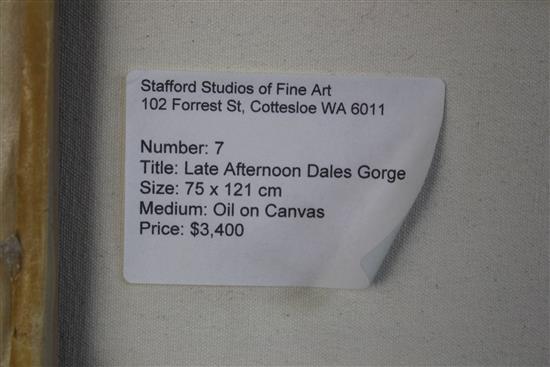 Stafford Studios of Fine Art
102 Forrest St, Cottesloe WA 6011
Number: 7
Title: Late Afternoon Dales Gorge
Size: 75 x 121 cm
Medium: Oil on Canvas
Price: $3,400